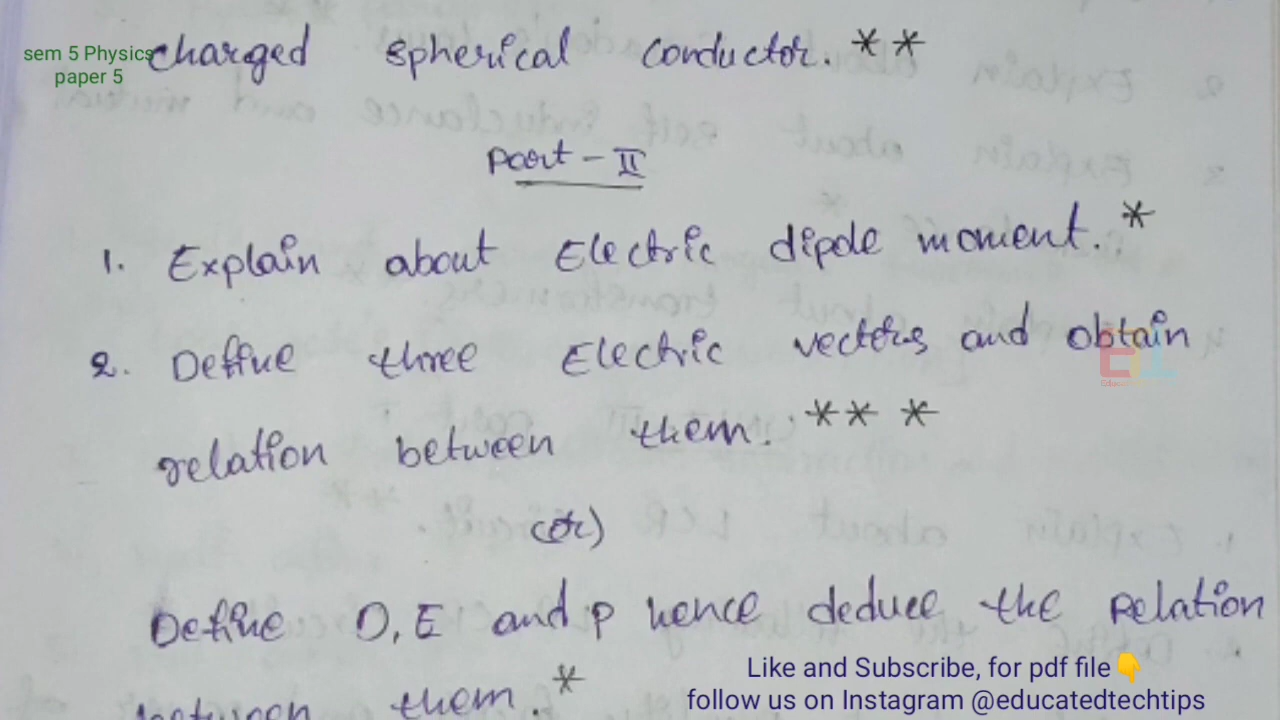 sem 5 Physics
paper 5
charged spherical conductor. **
Part - II
1. Explain about Electric dipole moment. *
2. Define three Electric vectors and obtain
relation between them. ***
(or)
Define D, E and p hence deduce the Relation
between them. *
Like and Subscribe, for pdf file👇
follow us on Instagram @educatedtechtips